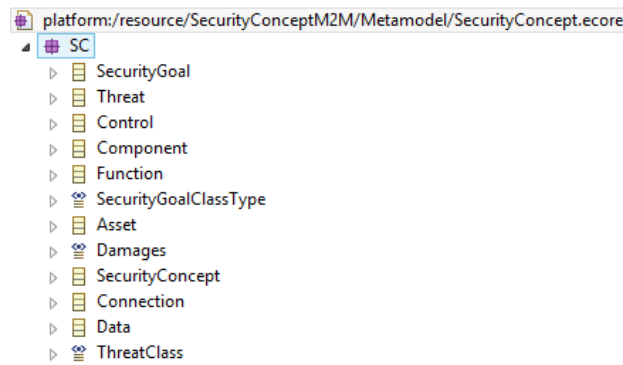 platform:/resource/SecurityConceptM2M/Metamodel/SecurityConcept.ecore
SC
SecurityGoal
Threat
Control
Component
Function
SecurityGoalClassType
Asset
Damages
SecurityConcept
Connection
Data
ThreatClass